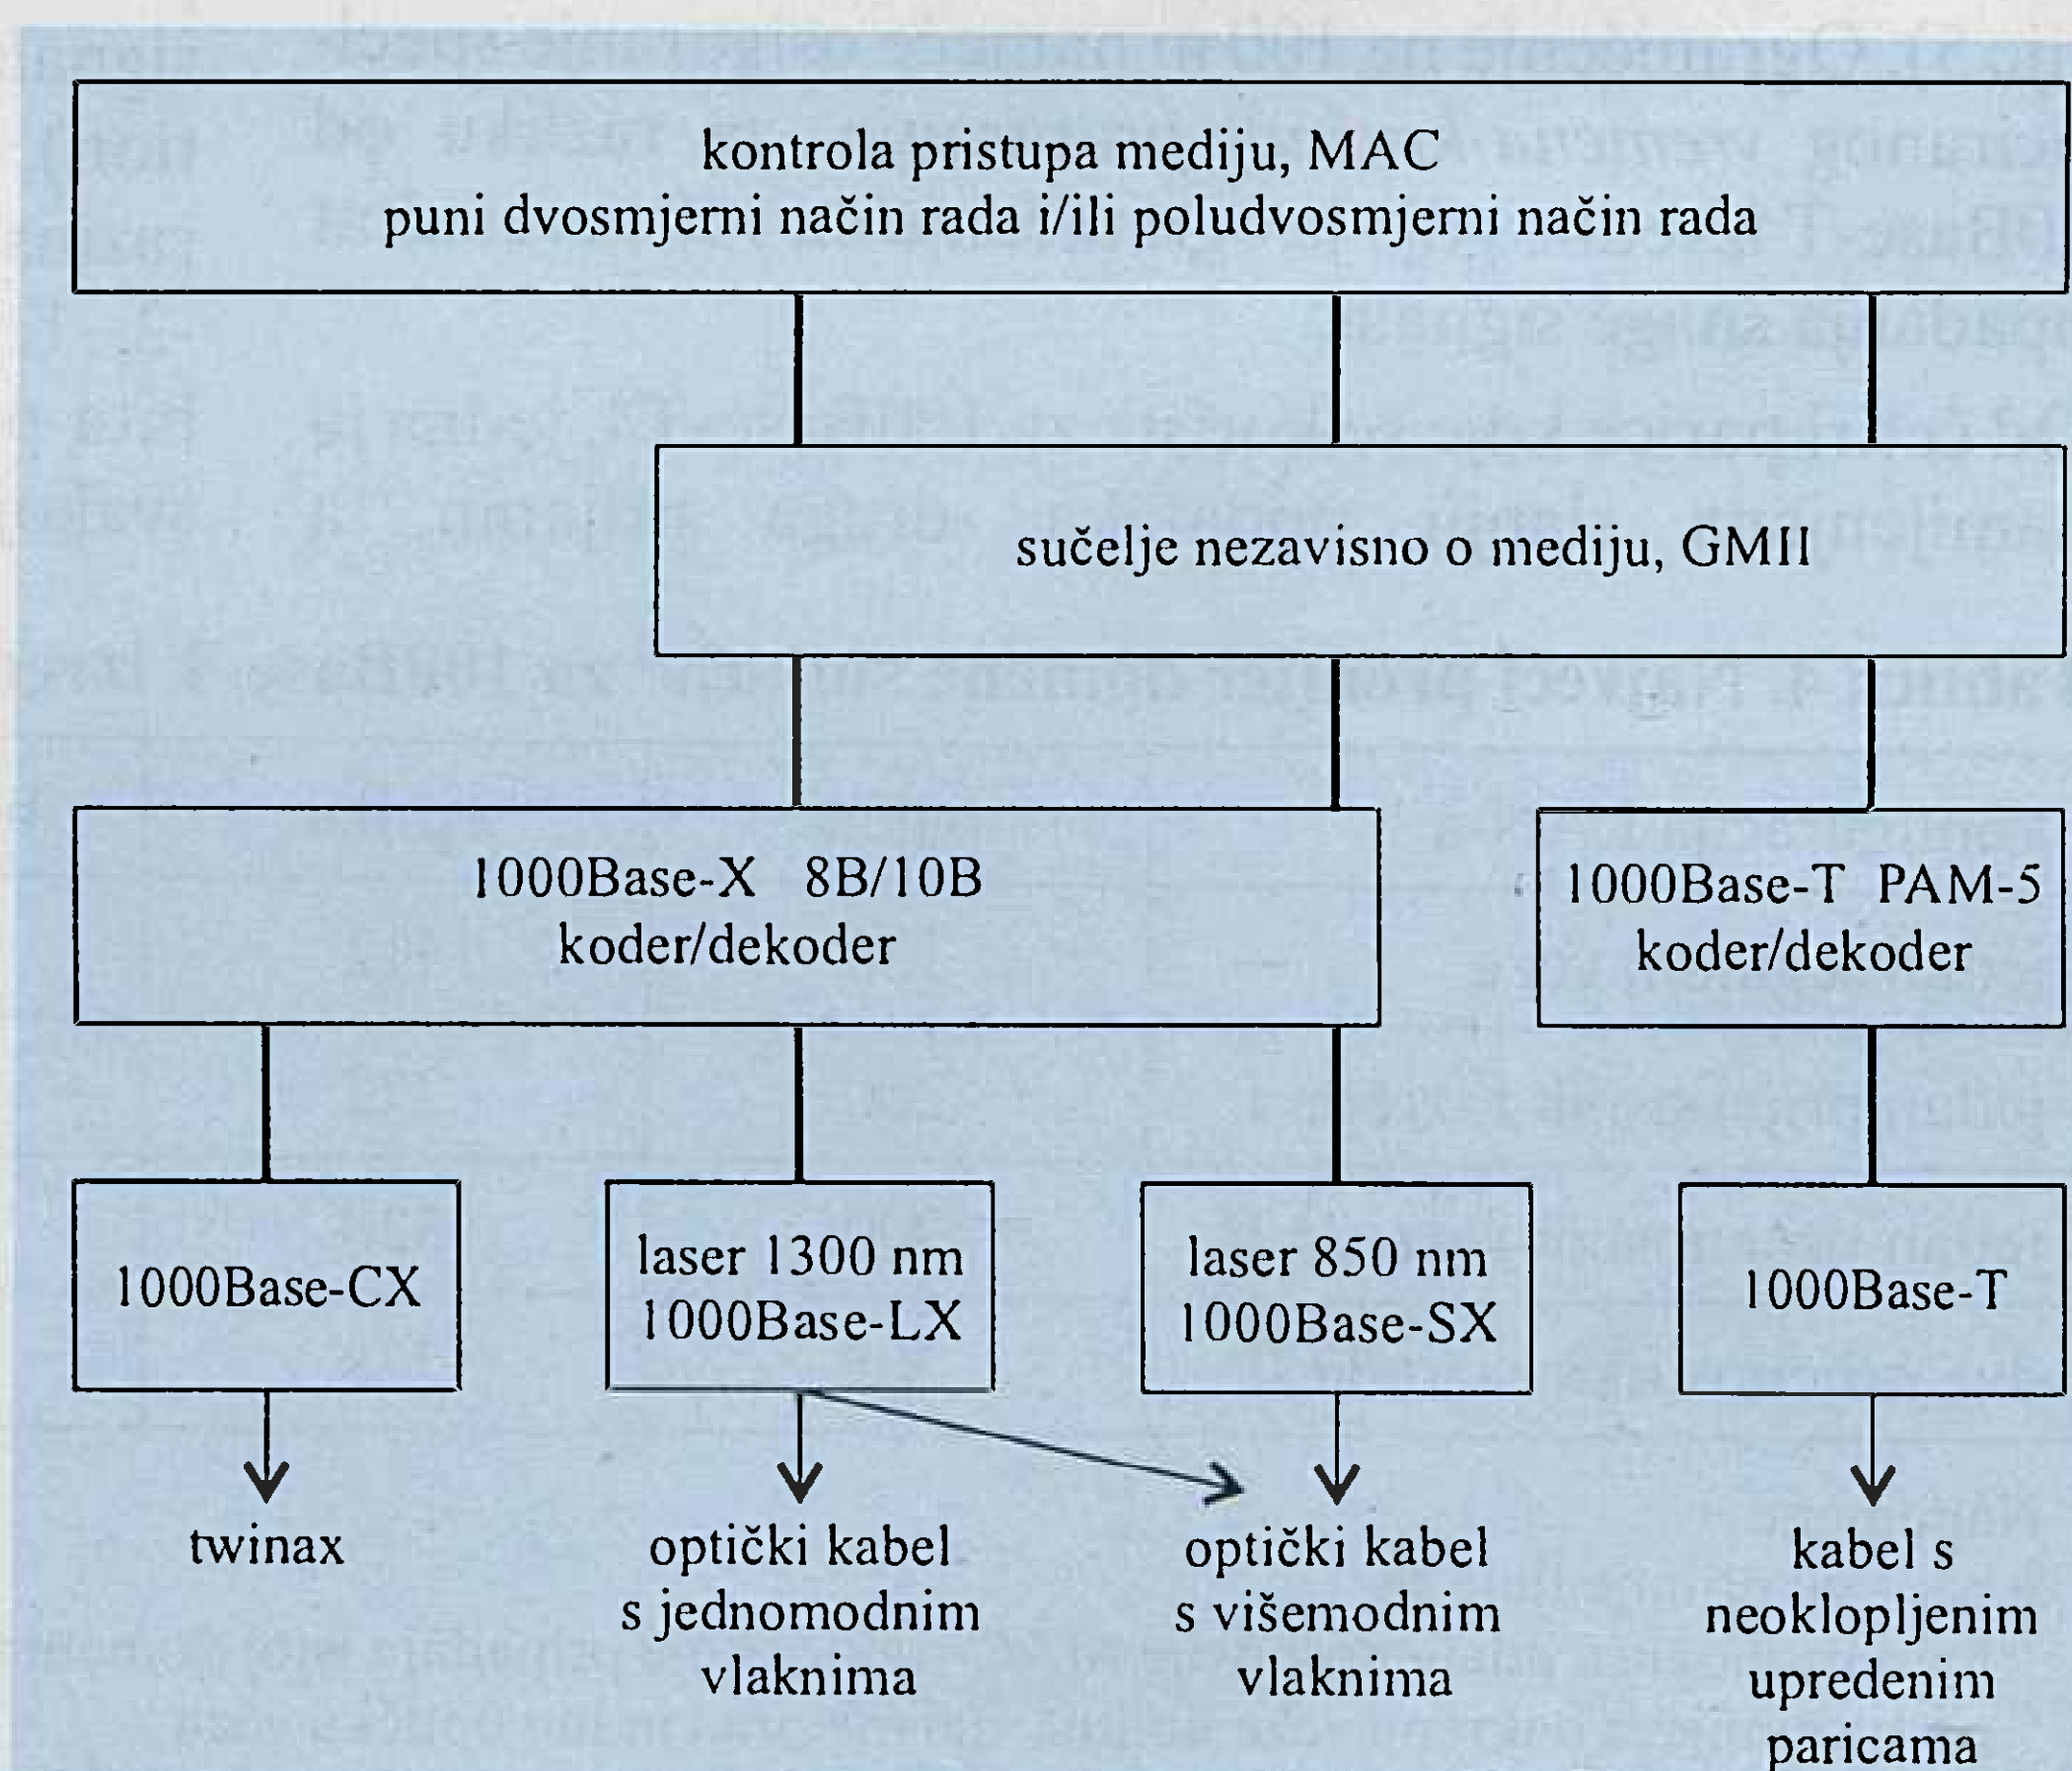 kontrola pristupa mediju, MAC
puni dvosmjerni način rada i/ili poludvosmjerni način rada
sučelje nezavisno o mediju, GMII
1000Base-X 8B/10B
koder/dekoder
1000Base-T PAM-5
koder/dekoder
1000Base-CX
laser 1300 nm
1000Base-LX
laser 850 nm
1000Base-SX
1000Base-T
twinax
optički kabel
s jednomodnim
vlaknima
optički kabel
s višemodnim
vlaknima
kabel s
neoklopljenim
upredenim
paricama